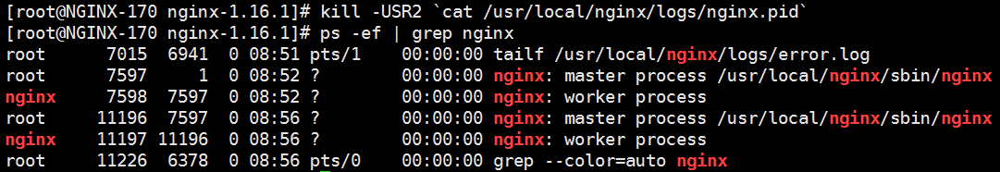 [root@NGINX-170 nginx-1.16.1]# kill -USR2 `cat /usr/local/nginx/logs/nginx.pid`
[root@NGINX-170 nginx-1.16.1]# ps -ef | grep nginx
root 7015 6941 0 08:51 pts/1 00:00:00 tailf /usr/local/nginx/logs/error.log
root 7597 1 0 08:52 ? 00:00:00 nginx: master process /usr/local/nginx/sbin/nginx
nginx 7598 7597 0 08:52 ? 00:00:00 nginx: worker process
root 11196 7597 0 08:56 ? 00:00:00 nginx: master process /usr/local/nginx/sbin/nginx
nginx 11197 11196 0 08:56 ? 00:00:00 nginx: worker process
root 11226 6378 0 08:56 pts/0 00:00:00 grep --color=auto nginx